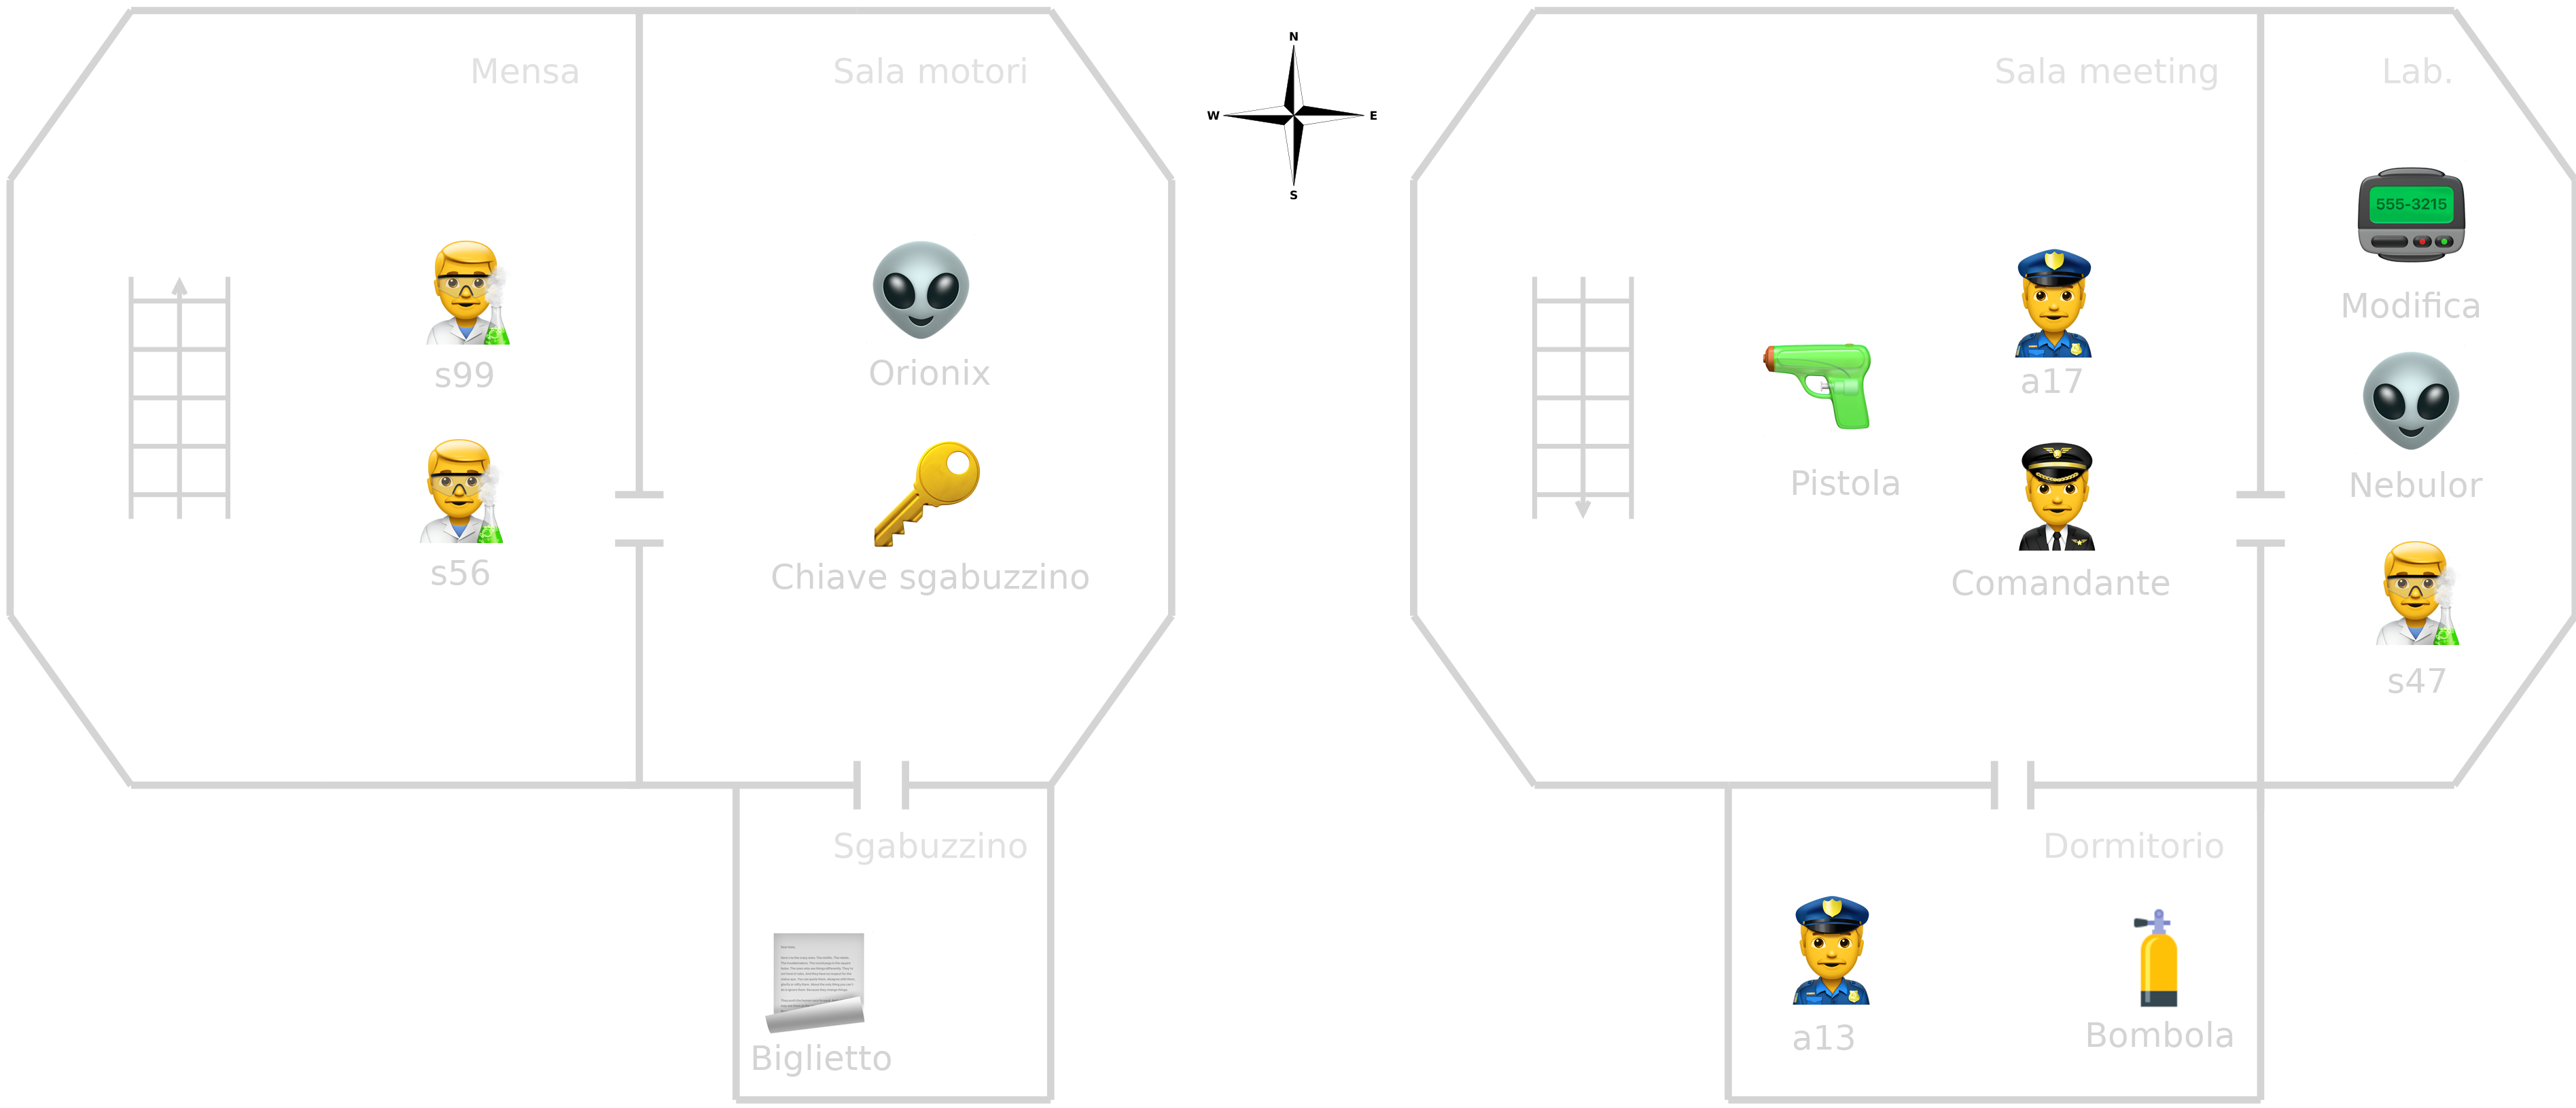 Mensa
Sala motori
N
W
E
S
Sala meeting
Lab.
555-3215
Modifica
s99
Orionix
a17
Pistola
Nebulor
s56
Chiave sgabuzzino
Comandante
s47
Sgabuzzino
Dormitorio
Biglietto
a13
Bombola